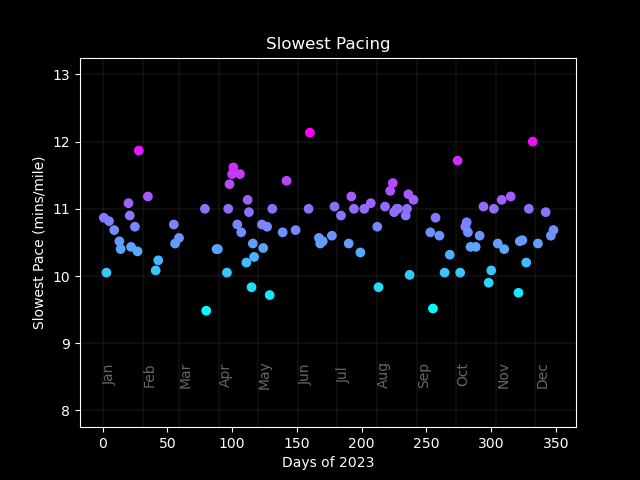 Slowest Pacing
Slowest Pace (mins/mile)
13
12
11
10
9
8
Jan Feb Mar Apr May Jun Jul Aug Sep Oct Nov Dec
0 50 100 150 200 250 300 350
Days of 2023